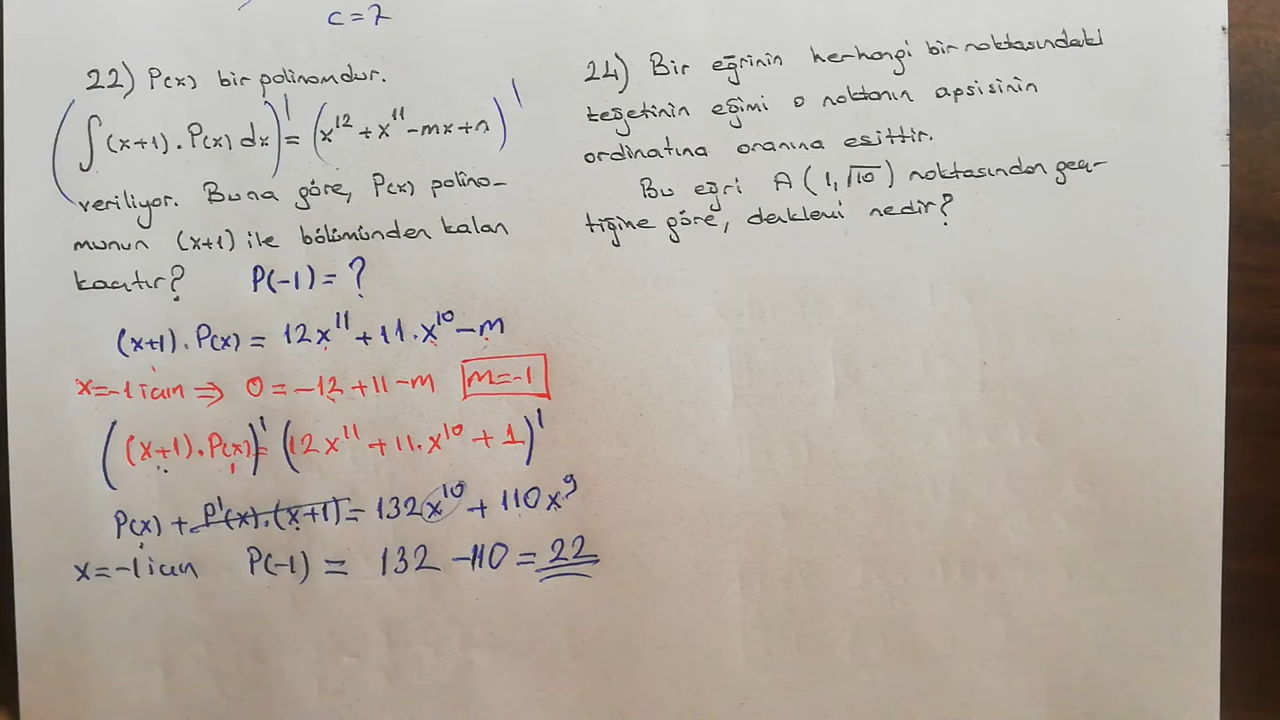 c=7
22) P(x) bir polinomdur.
(∫(x+1).P(x)dx)' = (x¹²+x¹¹-mx+n)'
veriliyor. Buna göre, P(x) polino-
munun (x+1) ile bölümünden kalan
kaçtır? P(-1)=?
(x+1).P(x) = 12x¹¹+11.x¹⁰-m
x=-1 için ⇒ 0=-12+11-m m=-1
((x+1).P(x))' = (12x¹¹+11.x¹⁰+1)'
P(x)+P'(x).(x+1)=132x¹⁰+110x⁹
x=-1 için P(-1) = 132-110=22
24) Bir eğrinin herhangi bir noktasındaki
teğetinin eğimi o noktanın apsisinin
ordinatına oranına eşittir.
Bu eğri A(1,√10) noktasından geç-
tiğine göre, denklemi nedir?